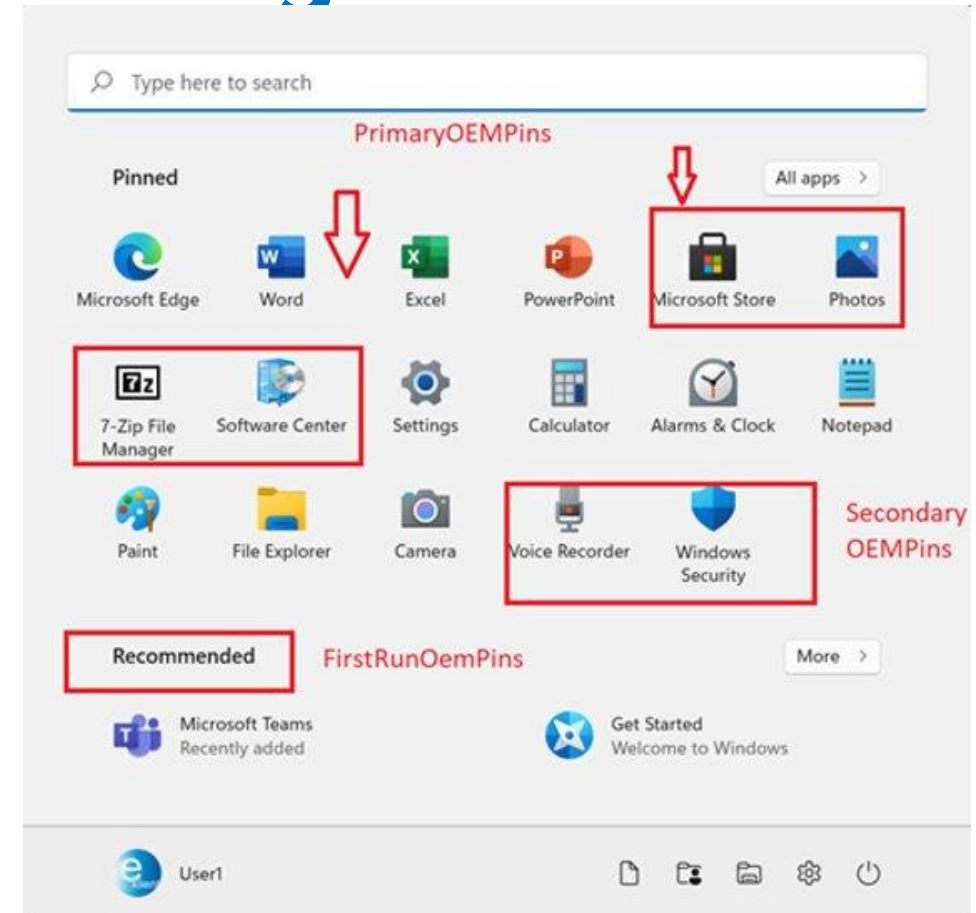 Type here to search
PrimaryOEMPins
Pinned
All apps >
Microsoft Edge Word Excel PowerPoint Microsoft Store Photos
7-Zip File Software Center Settings Calculator Alarms & Clock Notepad
Manager
Paint File Explorer Camera Voice Recorder Windows
Security
Secondary
OEMPins
Recommended
FirstRunOemPins
More >
Microsoft Teams
Recently added
Get Started
Welcome to Windows
User1